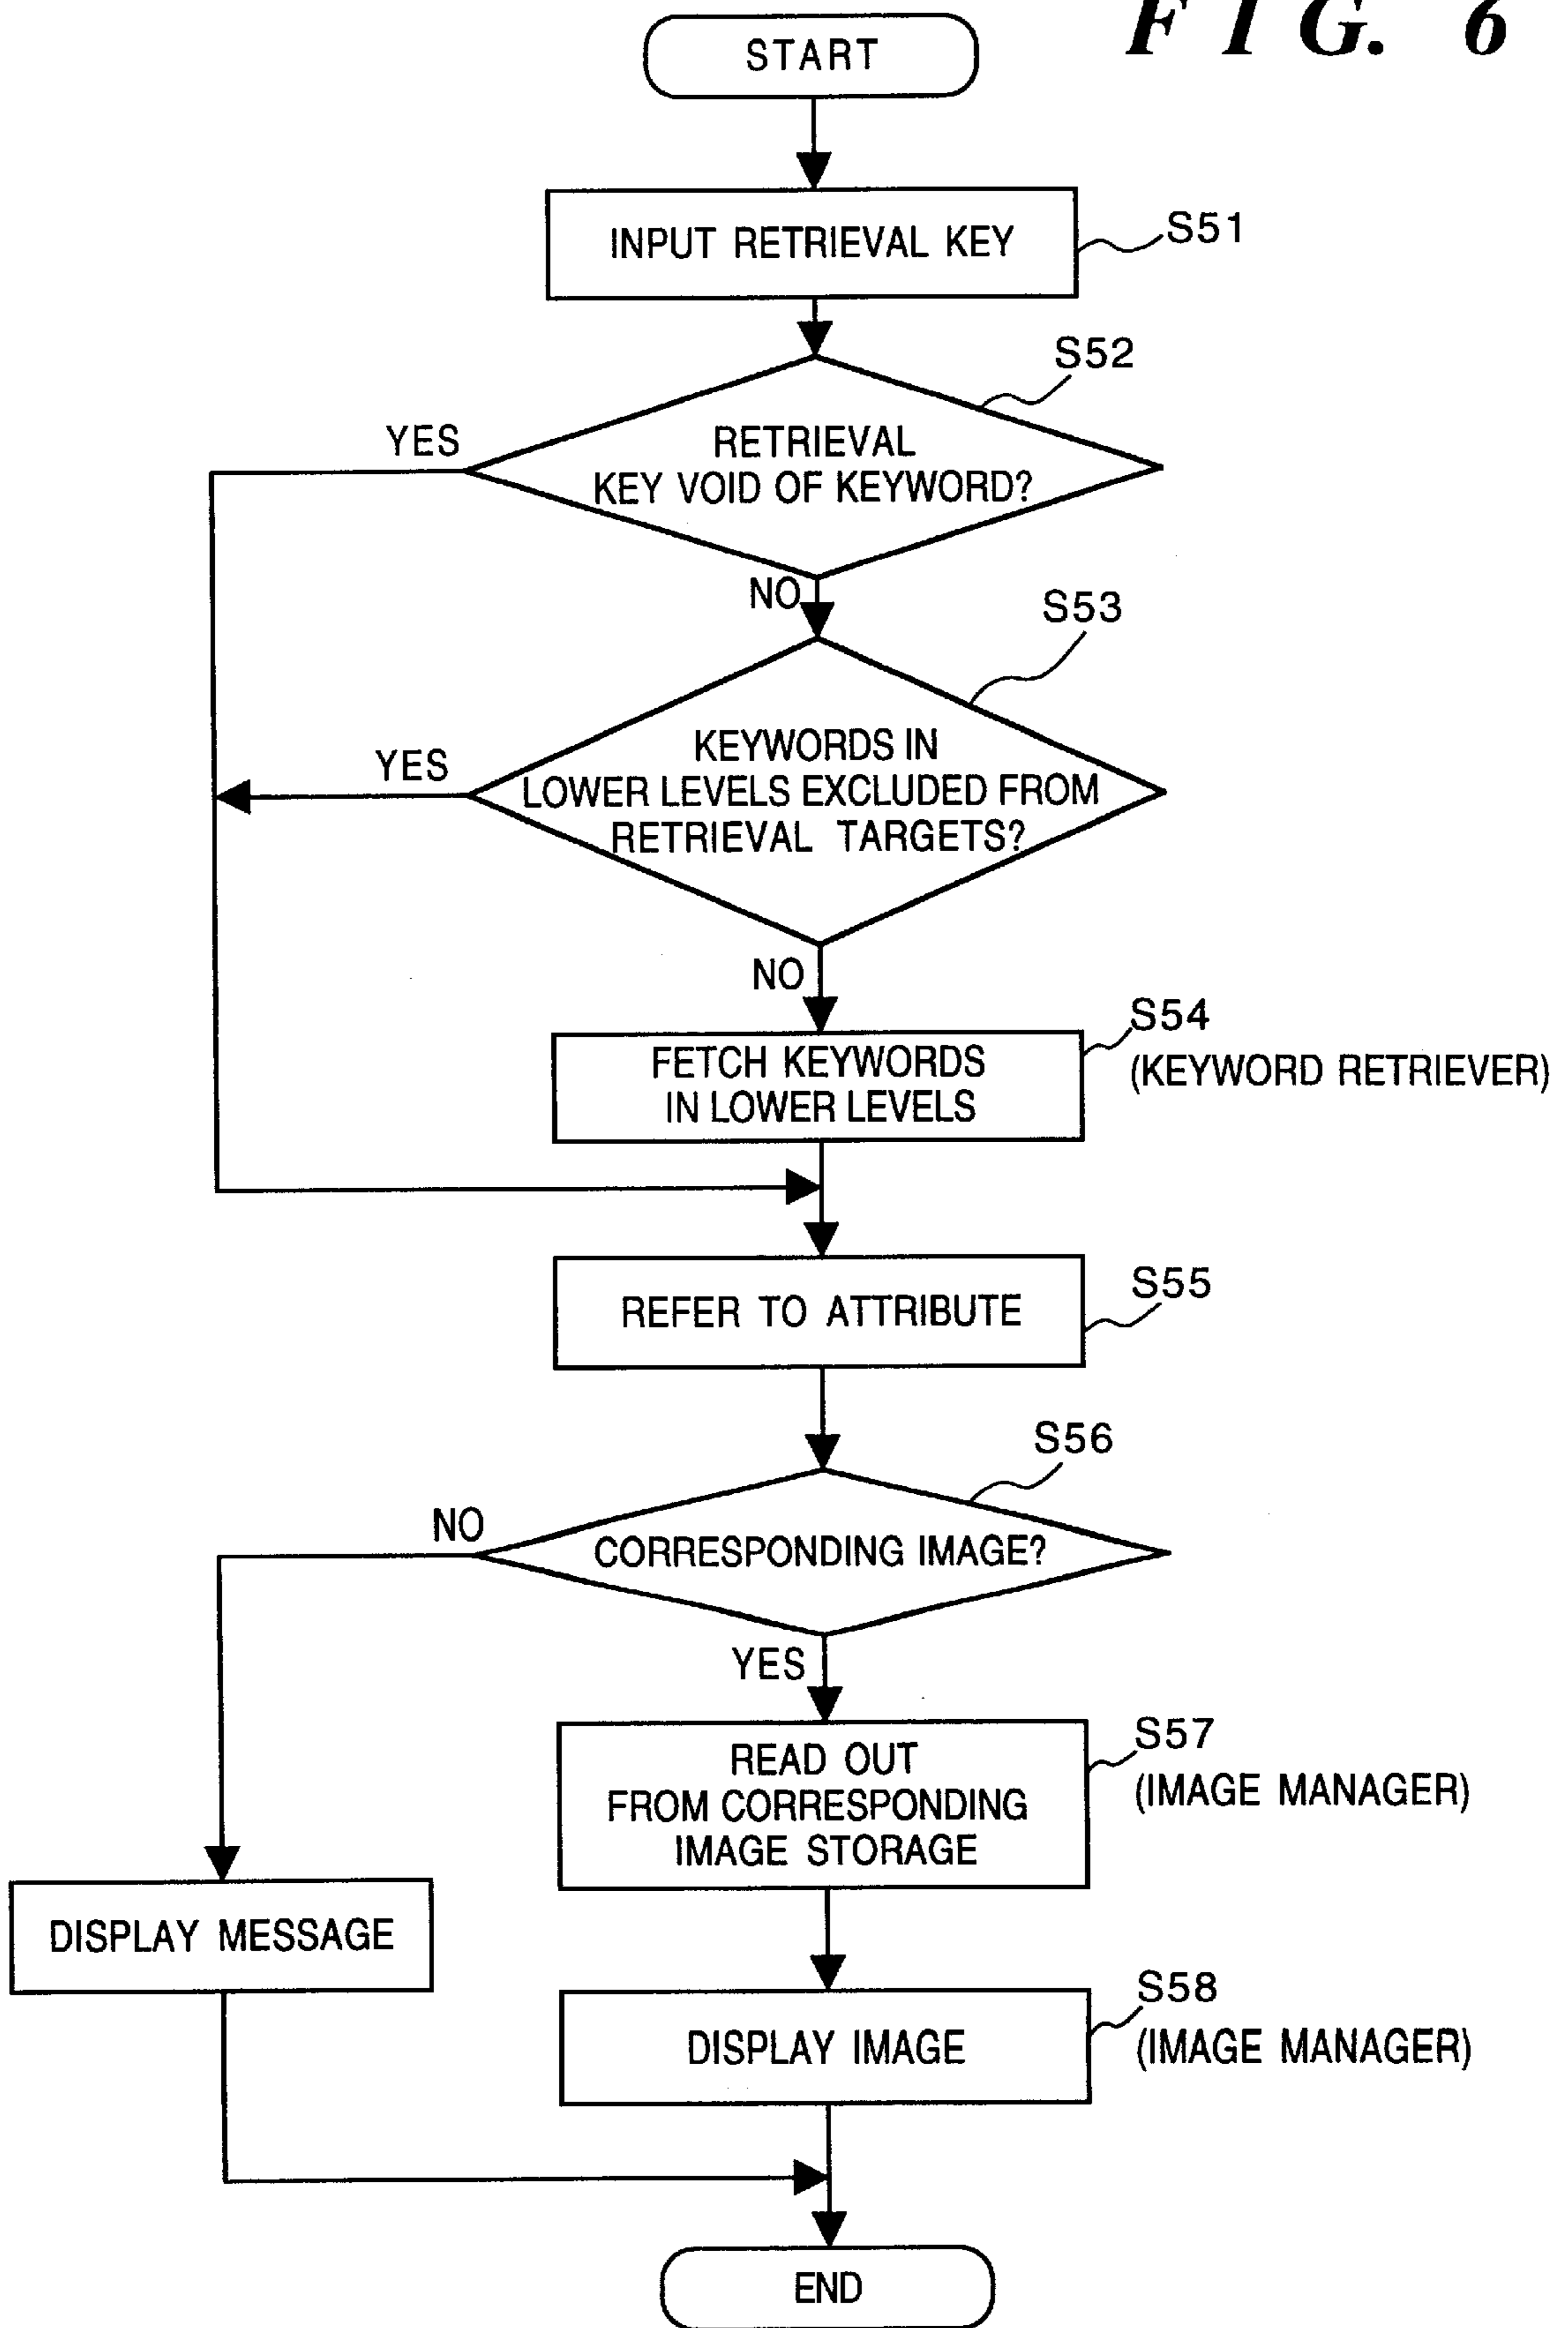 FIG. 6
START
INPUT RETRIEVAL KEY
S51
S52
YES
RETRIEVAL
KEY VOID OF KEYWORD?
NO
S53
YES
KEYWORDS IN
LOWER LEVELS EXCLUDED FROM
RETRIEVAL TARGETS?
NO
S54
(KEYWORD RETRIEVER)
FETCH KEYWORDS
IN LOWER LEVELS
REFER TO ATTRIBUTE
S55
S56
NO
CORRESPONDING IMAGE?
YES
READ OUT
FROM CORRESPONDING
IMAGE STORAGE
S57
(IMAGE MANAGER)
DISPLAY MESSAGE
DISPLAY IMAGE
S58
(IMAGE MANAGER)
END